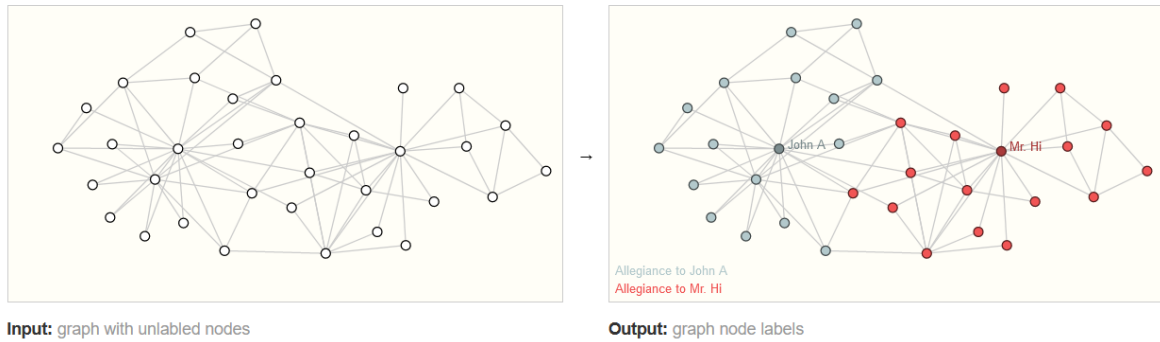 →
John A
Mr. Hi
Allegiance to John A
Allegiance to Mr. Hi
Input: graph with unlabled nodes
Output: graph node labels